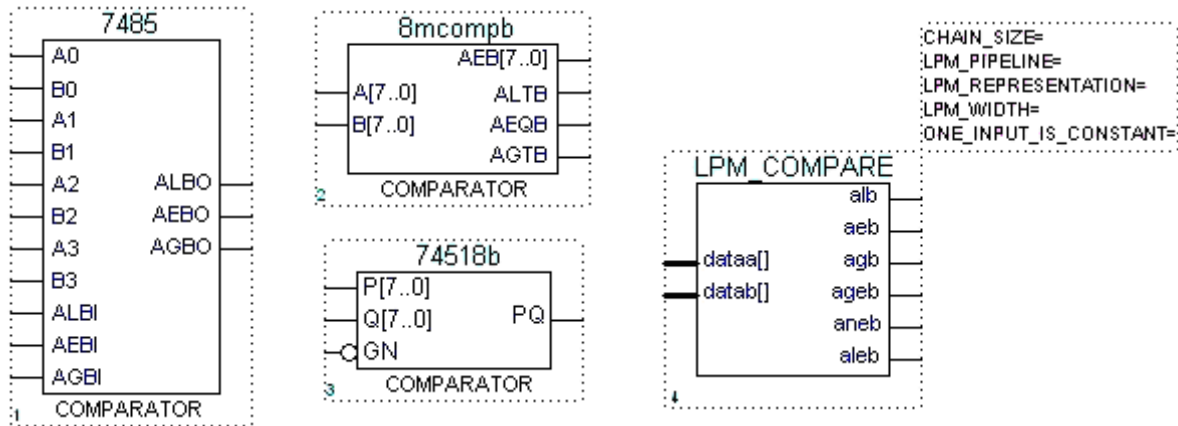 7485
A0
B0
A1
B1
A2
B2
A3
B3
ALBI
AEBI
AGBI
ALBO
AEBO
AGBO
1
COMPARATOR
8mcompb
A[7..0]
B[7..0]
AEB[7..0]
ALTB
AEQB
AGTB
2
COMPARATOR
74518b
P[7..0]
Q[7..0]
GN
PQ
3
COMPARATOR
CHAIN_SIZE=
LPM_PIPELINE=
LPM_REPRESENTATION=
LPM_WIDTH=
ONE_INPUT_IS_CONSTANT=
LPM_COMPARE
dataa[]
datab[]
alb
aeb
agb
ageb
aneb
aleb
4